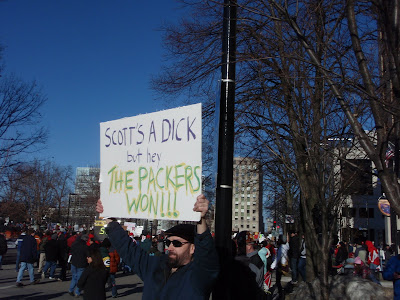 SCOTT'S A DICK
but hey
THE PACKERS
WON!!!